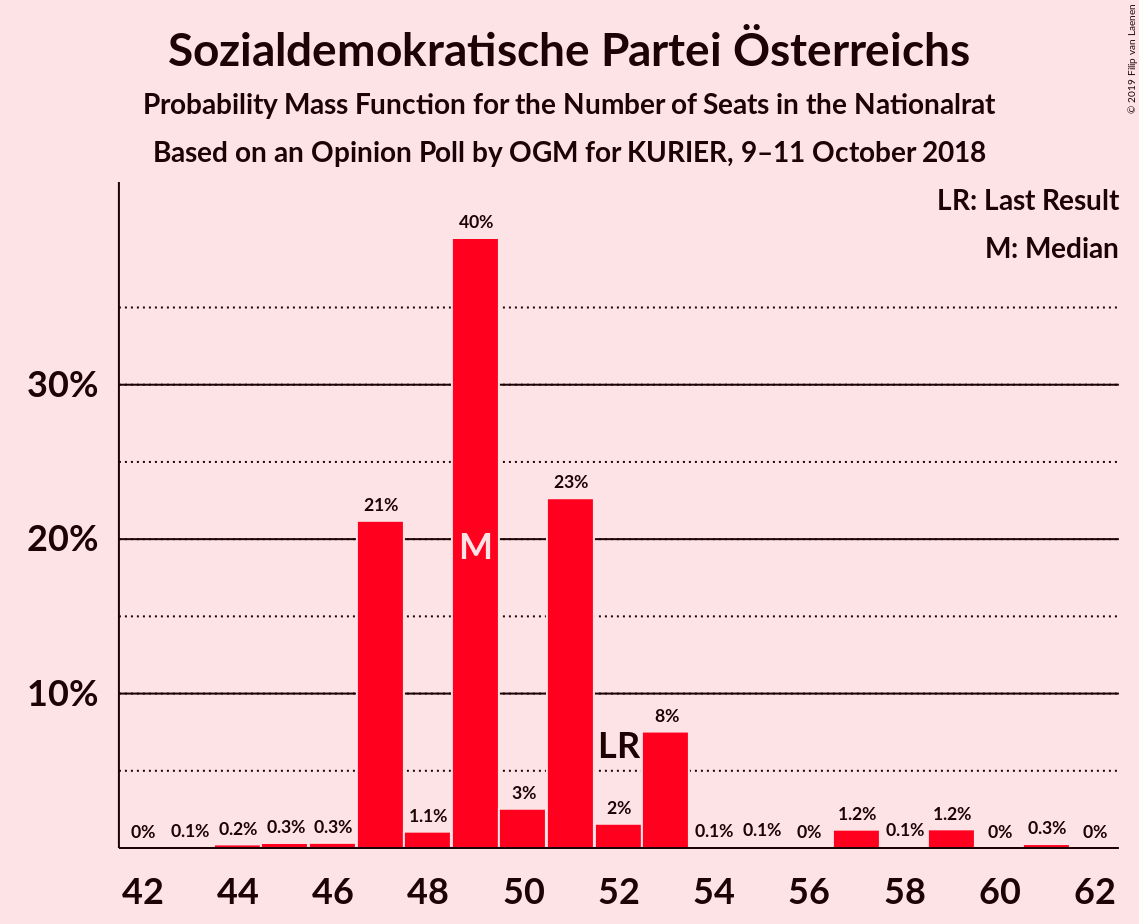 Sozialdemokratische Partei Österreichs
Probability Mass Function for the Number of Seats in the Nationalrat
Based on an Opinion Poll by OGM for KURIER, 9–11 October 2018
© 2019 Filip van Laenen
LR: Last Result
M: Median
40%
30%
23%
21%
20%
M
10%
8%
LR
3%
2%
1.1%
1.2%
1.2%
0%
0.1%
0.2%
0.3%
0.3%
0.1%
0.1%
0%
0.1%
0%
0.3%
0%
42 44 46 48 50 52 54 56 58 60 62